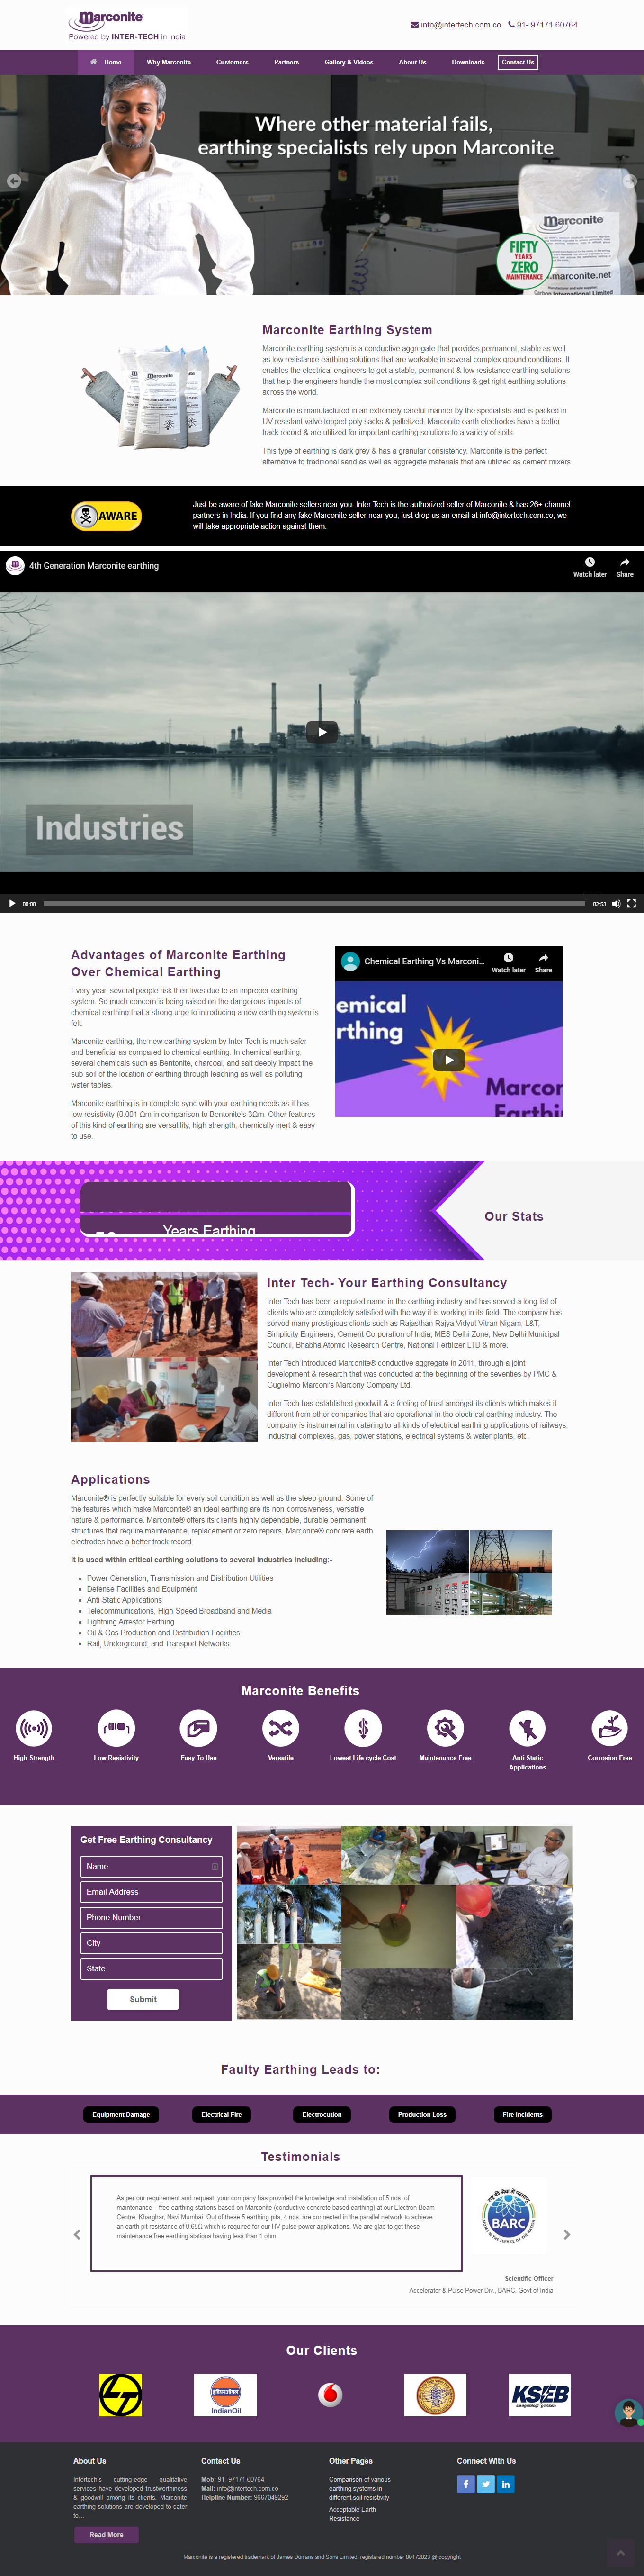 marconite
Powered by INTER-TECH in India
info@intertech.com.co 91- 97171 60764
Home Why Marconite Customers Partners Gallery & Videos About Us Downloads Contact Us
Where other material fails,
earthing specialists rely upon Marconite
marconite
FIFTY
YEARS
ZERO
MAINTENANCE
.marconite.net
Carbon International Limited
Marconite Earthing System
Marconite earthing system is a conductive aggregate that provides permanent, stable as well
as low resistance earthing solutions that are workable in several complex ground conditions. It
enables the electrical engineers to get a stable, permanent & low resistance earthing solutions
that help the engineers handle the most complex soil conditions & get right earthing solutions
across the world.
Marconite is manufactured in an extremely careful manner by the specialists and is packed in
UV resistant valve topped poly sacks & palletized. Marconite earth electrodes have a better
track record & are utilized for important earthing solutions to a variety of soils.
This type of earthing is dark grey & has a granular consistency. Marconite is the perfect
alternative to traditional sand as well as aggregate materials that are utilized as cement mixers.
AWARE
Just be aware of fake Marconite sellers near you. Inter Tech is the authorized seller of Marconite & has 26+ channel
partners in India. If you find any fake Marconite seller near you, just drop us an email at info@intertech.com.co, we
will take appropriate action against them.
4th Generation Marconite earthing
Watch later Share
Industries
00:00 02:53
Advantages of Marconite Earthing
Over Chemical Earthing
Every year, several people risk their lives due to an improper earthing
system. So much concern is being raised on the dangerous impacts of
chemical earthing that a strong urge to introducing a new earthing system is
felt.
Marconite earthing, the new earthing system by Inter Tech is much safer
and beneficial as compared to chemical earthing. In chemical earthing,
several chemicals such as Bentonite, charcoal, and salt deeply impact the
sub-soil of the location of earthing through leaching as well as polluting
water tables.
Marconite earthing is in complete sync with your earthing needs as it has
low resistivity (0.001 Ωm in comparison to Bentonite's 3Ωm. Other features
of this kind of earthing are versatility, high strength, chemically inert & easy
to use.
Chemical Earthing Vs Marconi...
Watch later Share
emical
rthing
Marcon
Earthin
Years Earthing
Our Stats
Inter Tech- Your Earthing Consultancy
Inter Tech has been a reputed name in the earthing industry and has served a long list of
clients who are completely satisfied with the way it is working in its field. The company has
served many prestigious clients such as Rajasthan Rajya Vidyut Vitran Nigam, L&T,
Simplicity Engineers, Cement Corporation of India, MES Delhi Zone, New Delhi Municipal
Council, Bhabha Atomic Research Centre, National Fertilizer LTD & more.
Inter Tech introduced Marconite® conductive aggregate in 2011, through a joint
development & research that was conducted at the beginning of the seventies by PMC &
Guglielmo Marconi's Marcony Company Ltd.
Inter Tech has established goodwill & a feeling of trust amongst its clients which makes it
different from other companies that are operational in the electrical earthing industry. The
company is instrumental in catering to all kinds of electrical earthing applications of railways,
industrial complexes, gas, power stations, electrical systems & water plants, etc.
Applications
Marconite® is perfectly suitable for every soil condition as well as the steep ground. Some of
the features which make Marconite® an ideal earthing are its non-corrosiveness, versatile
nature & performance. Marconite® offers its clients highly dependable, durable permanent
structures that require maintenance, replacement or zero repairs. Marconite® concrete earth
electrodes have a better track record.
It is used within critical earthing solutions to several industries including:-
Power Generation, Transmission and Distribution Utilities
Defense Facilities and Equipment
Anti-Static Applications
Telecommunications, High-Speed Broadband and Media
Lightning Arrestor Earthing
Oil & Gas Production and Distribution Facilities
Rail, Underground, and Transport Networks.
Marconite Benefits
High Strength Low Resistivity Easy To Use Versatile Lowest Life cycle Cost Maintenance Free Anti Static Corrosion Free
Applications
Get Free Earthing Consultancy
Name
Email Address
Phone Number
City
State
Submit
Faulty Earthing Leads to:
Equipment Damage Electrical Fire Electrocution Production Loss Fire Incidents
Testimonials
As per our requirement and request, your company has provided the knowledge and installation of 5 nos. of
maintenance – free earthing stations based on Marconite (conductive concrete based earthing) at our Electron Beam
Centre, Kharghar, Navi Mumbai. Out of these 5 earthing pits, 4 nos. are connected in the parallel network to achieve
an earth pit resistance of 0.65Ω which is required for our HV pulse power applications. We are glad to get these
maintenance free earthing stations having less than 1 ohm.
BARC
Scientific Officer
Accelerator & Pulse Power Div., BARC, Govt of India
Our Clients
IndianOil
KSEB
About Us Contact Us Other Pages Connect With Us
Intertech's cutting-edge qualitative
services have developed trustworthiness
& goodwill among its clients. Marconite
earthing solutions are developed to cater
to...
Read More
Mob: 91- 97171 60764
Mail: info@intertech.com.co
Helpline Number: 9667049292
Comparison of various
earthing systems in
different soil resistivity
Acceptable Earth
Resistance
Marconite is a registered trademark of James Durrans and Sons Limited, registered number 00172023 @ copyright